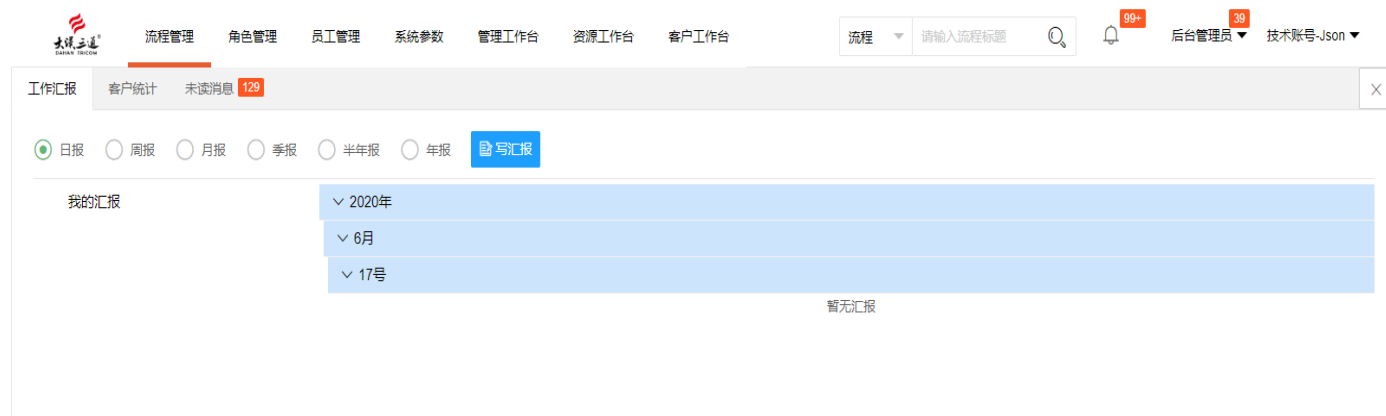 99+ 39
大漢三通® 流程管理 角色管理 员工管理 系统参数 管理工作台 资源工作台 客户工作台 流程 请输入流程标题 后台管理员 技术账号-Json
DAHAN TRICOM
工作汇报 客户统计 未读消息 129
日报 周报 月报 季报 半年报 年报 写汇报
我的汇报 2020年
6月
17号
暂无汇报